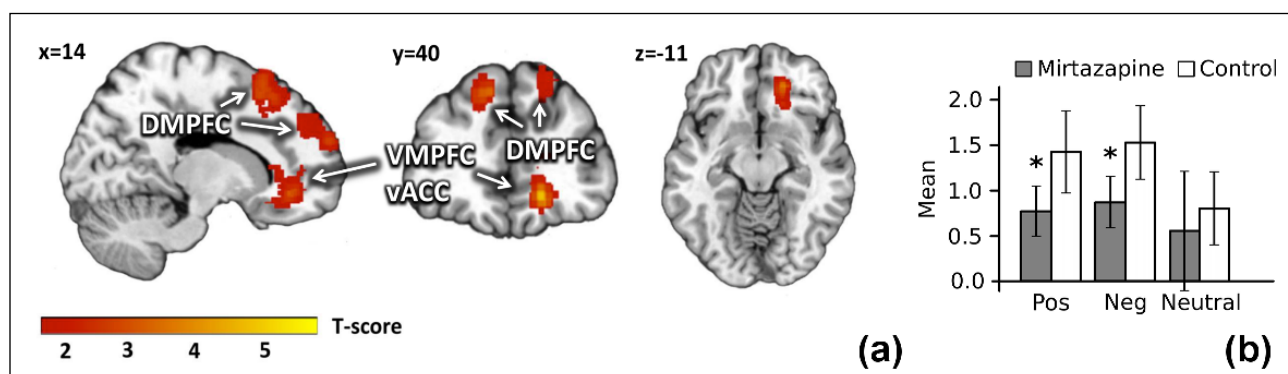 x=14
y=40
z=-11
DMPFC
VMPFC
vACC
DMPFC
T-score
2 3 4 5
(a)
Mirtazapine Control
Mean
2.0
1.5
1.0
0.5
0.0
* *
Pos Neg Neutral
(b)